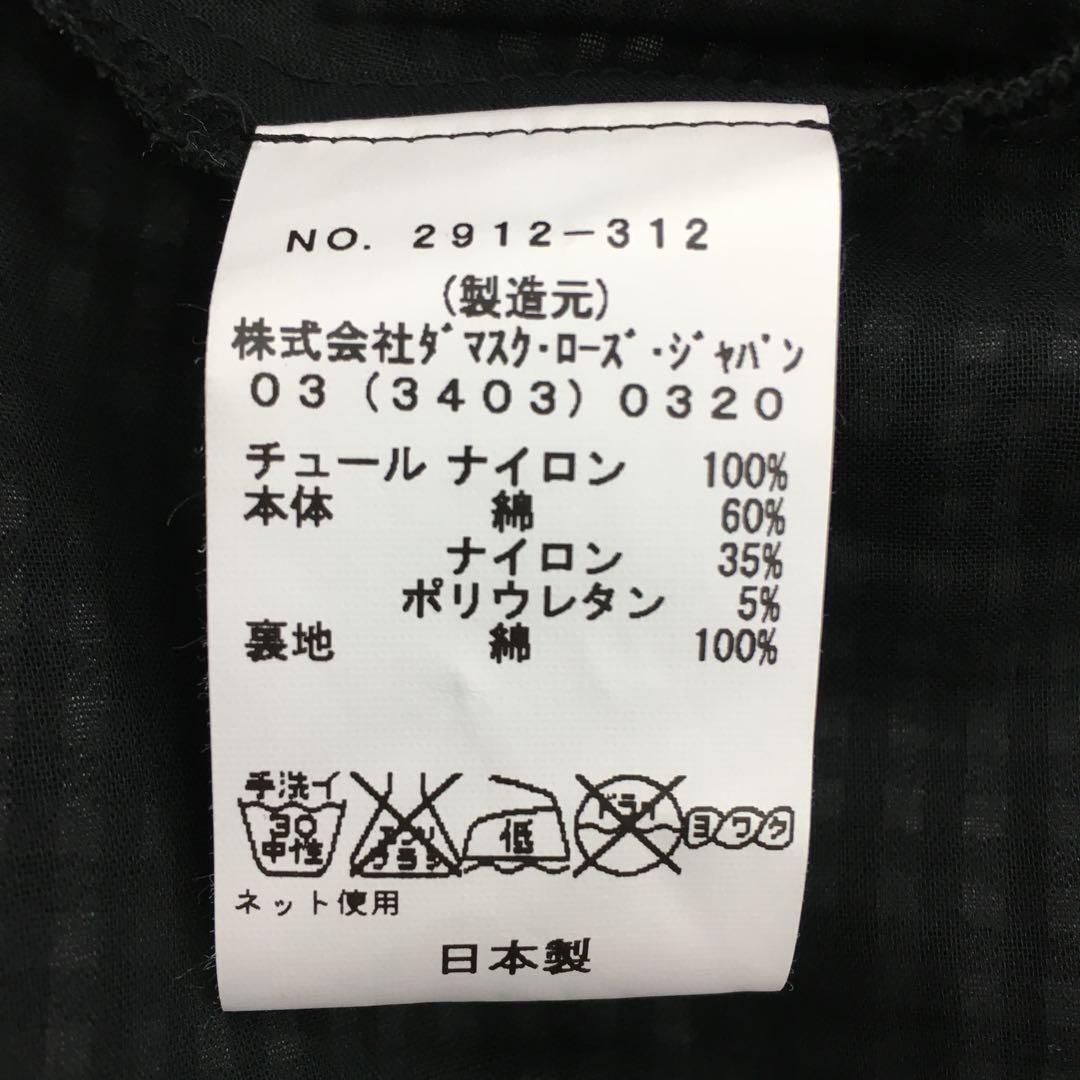 NO. 2912-312
(製造元)
株式会社ﾀﾞﾏｽｸ･ﾛｰｽﾞ･ｼﾞｬﾊﾟﾝ
03(3403)0320
チュール ナイロン 100%
本体 綿 60%
ナイロン 35%
ポリウレタン 5%
裏地 綿 100%
手洗イ
30 中性
低
ドライ
ヨワク
ネット使用
日本製